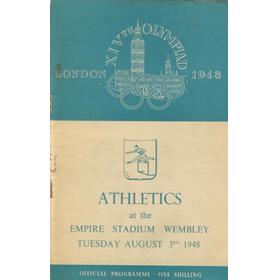 XIVTH OLYMPIAD
LONDON 1948
ATHLETICS
at the
EMPIRE STADIUM WEMBLEY
TUESDAY AUGUST 3RD 1948
OFFICIAL PROGRAMME · ONE SHILLING